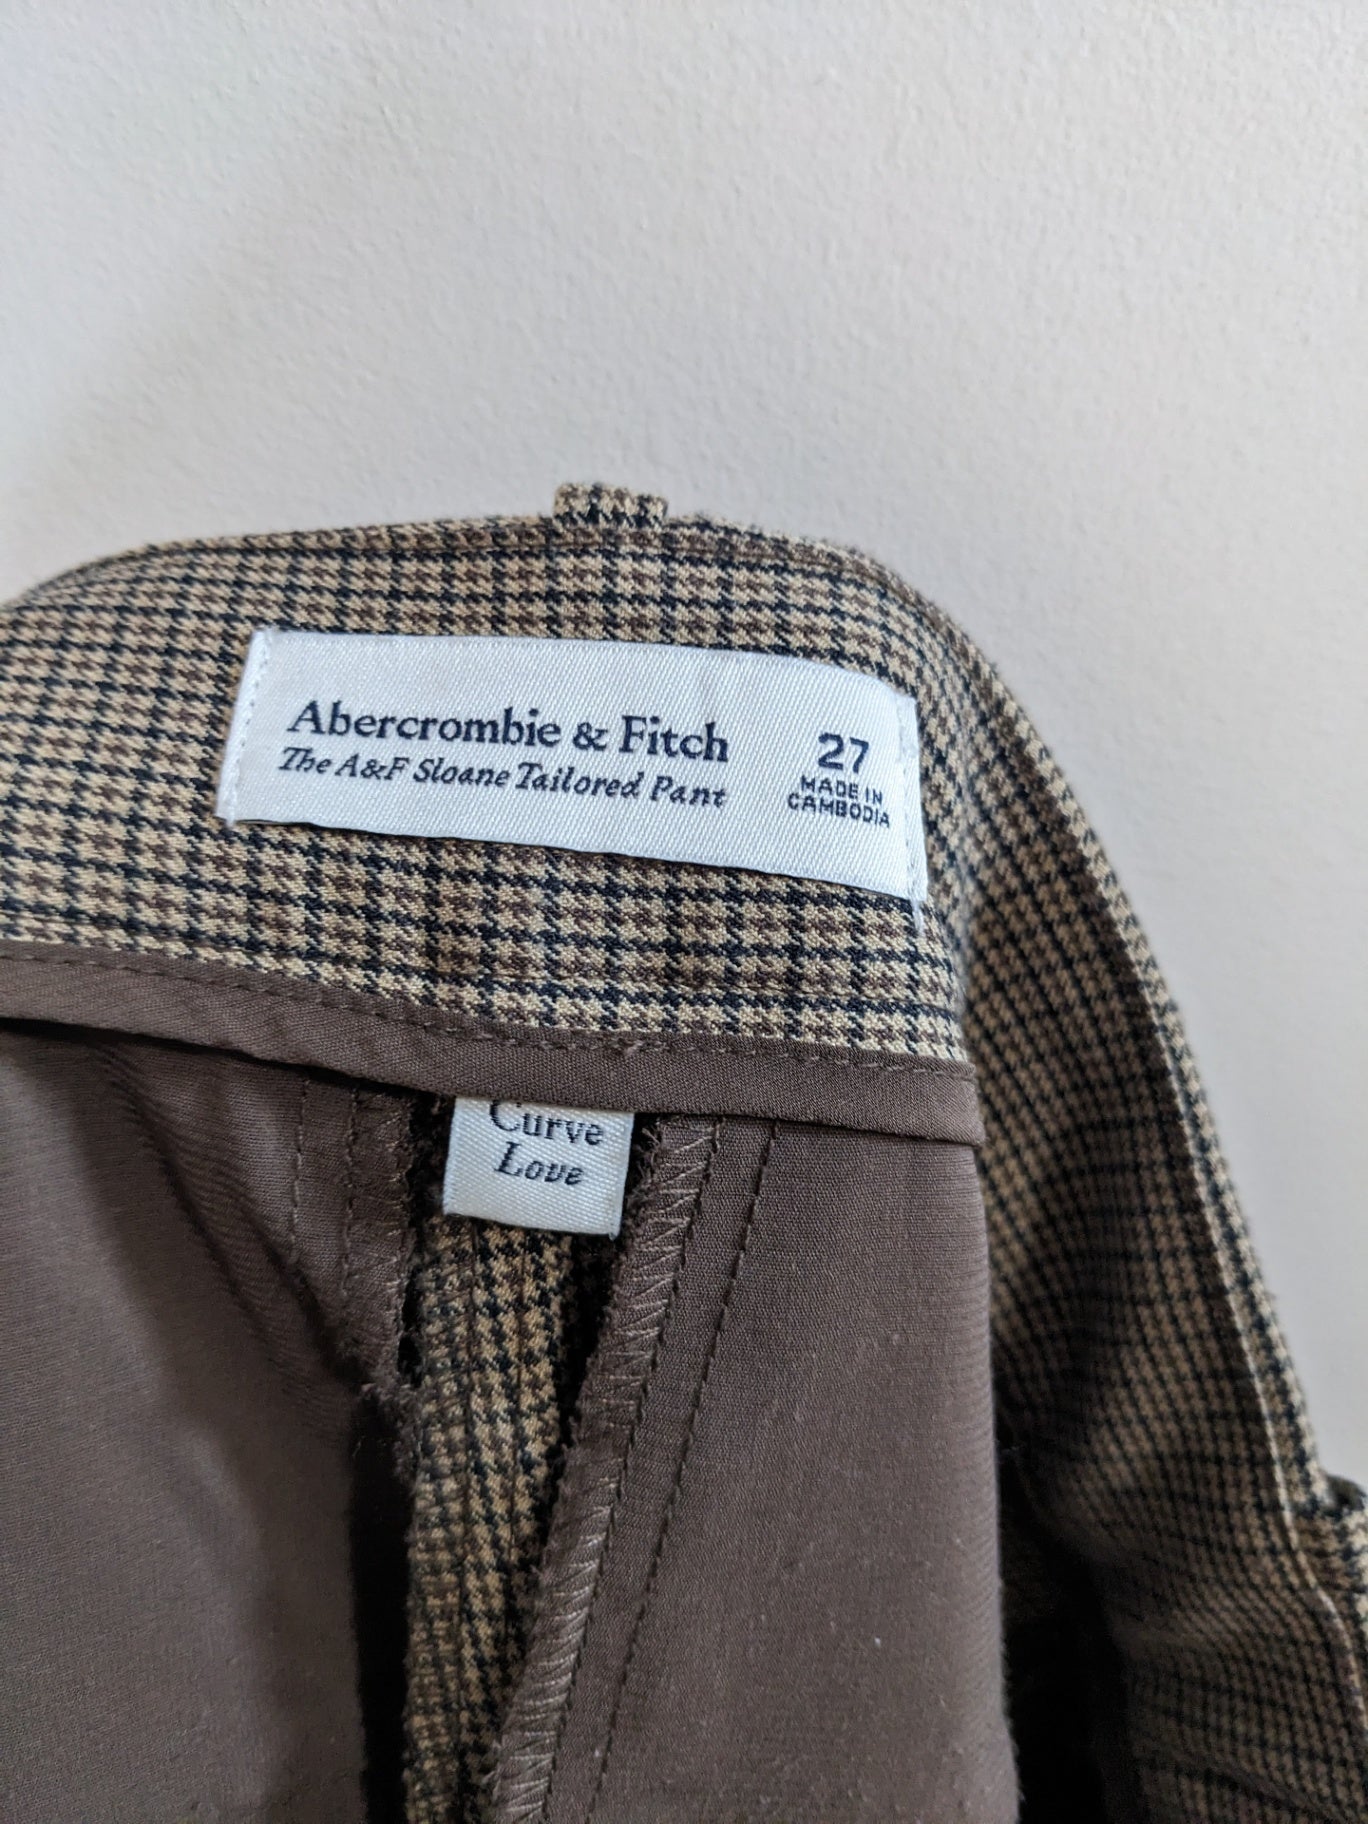 Abercrombie & Fitch
The A&F Sloane Tailored Pant
27
MADE IN
CAMBODIA
Curve
Love